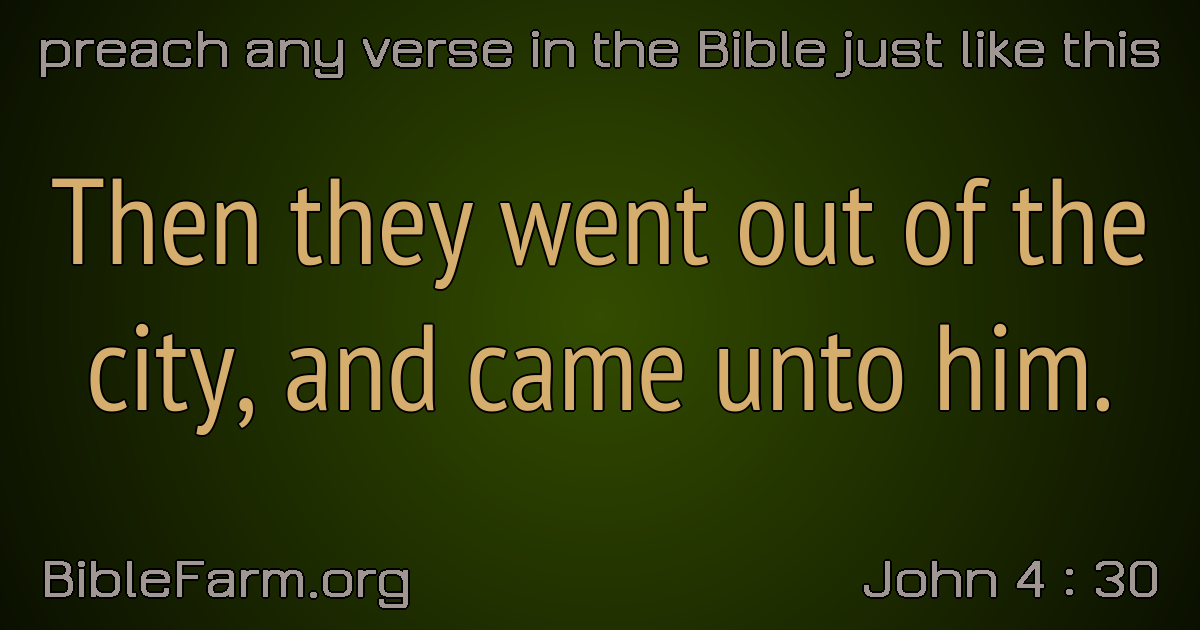 preach any verse in the Bible just like this
Then they went out of the
city, and came unto him.
BibleFarm.org
John 4 : 30